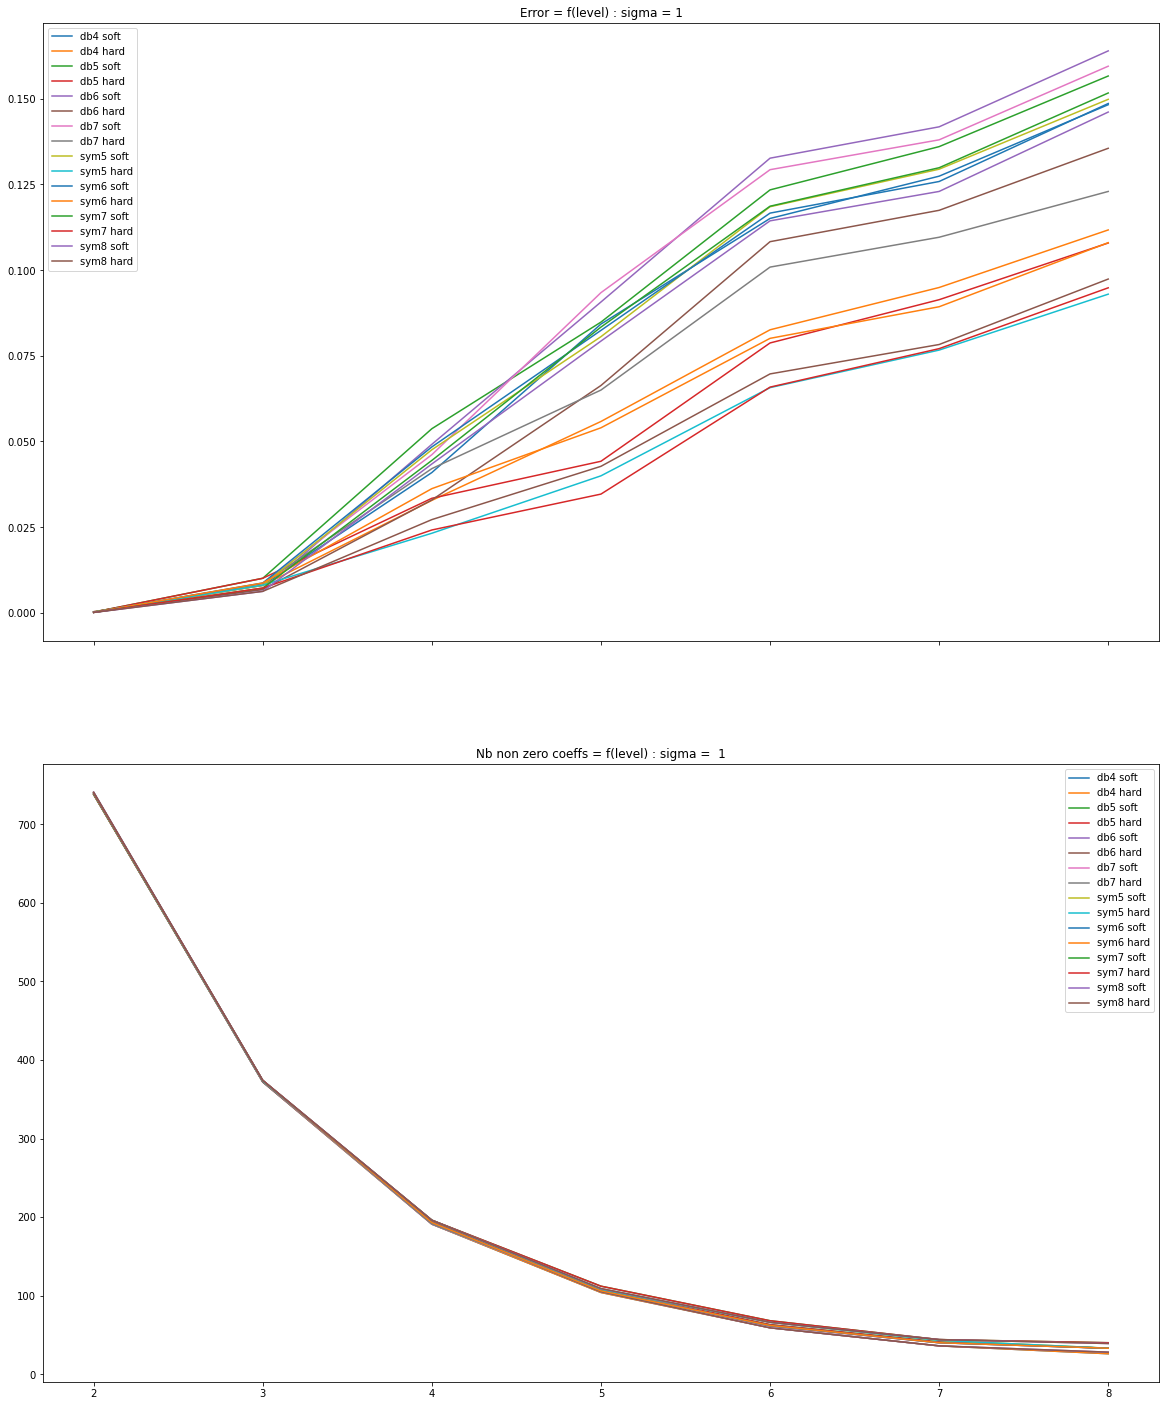 Error = f(level) : sigma = 1
db4 soft
db4 hard
db5 soft
db5 hard
db6 soft
db6 hard
db7 soft
db7 hard
sym5 soft
sym5 hard
sym6 soft
sym6 hard
sym7 soft
sym7 hard
sym8 soft
sym8 hard
0.150
0.125
0.100
0.075
0.050
0.025
0.000
Nb non zero coeffs = f(level) : sigma =  1
db4 soft
db4 hard
db5 soft
db5 hard
db6 soft
db6 hard
db7 soft
db7 hard
sym5 soft
sym5 hard
sym6 soft
sym6 hard
sym7 soft
sym7 hard
sym8 soft
sym8 hard
700
600
500
400
300
200
100
0
2 3 4 5 6 7 8